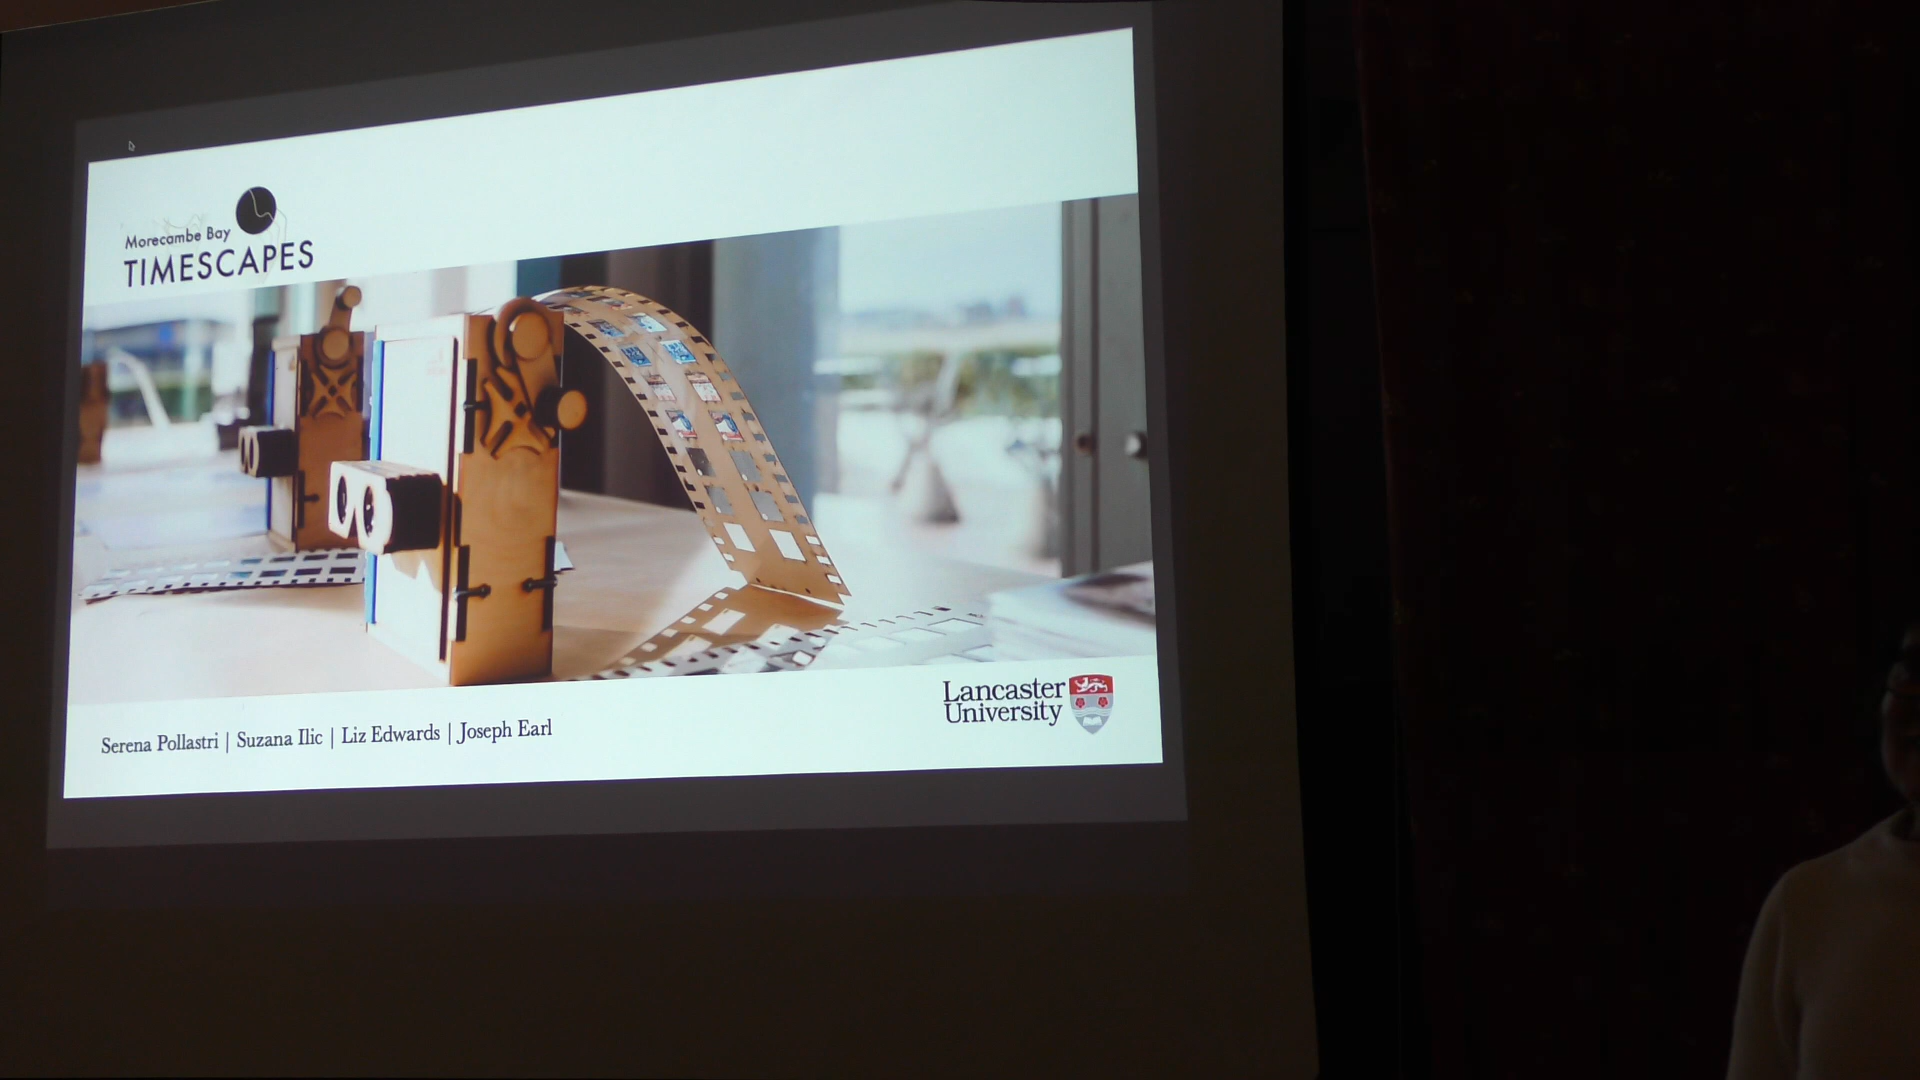 Morecambe Bay
TIMESCAPES
Serena Pollastri | Suzana Ilic | Liz Edwards | Joseph Earl
Lancaster
University